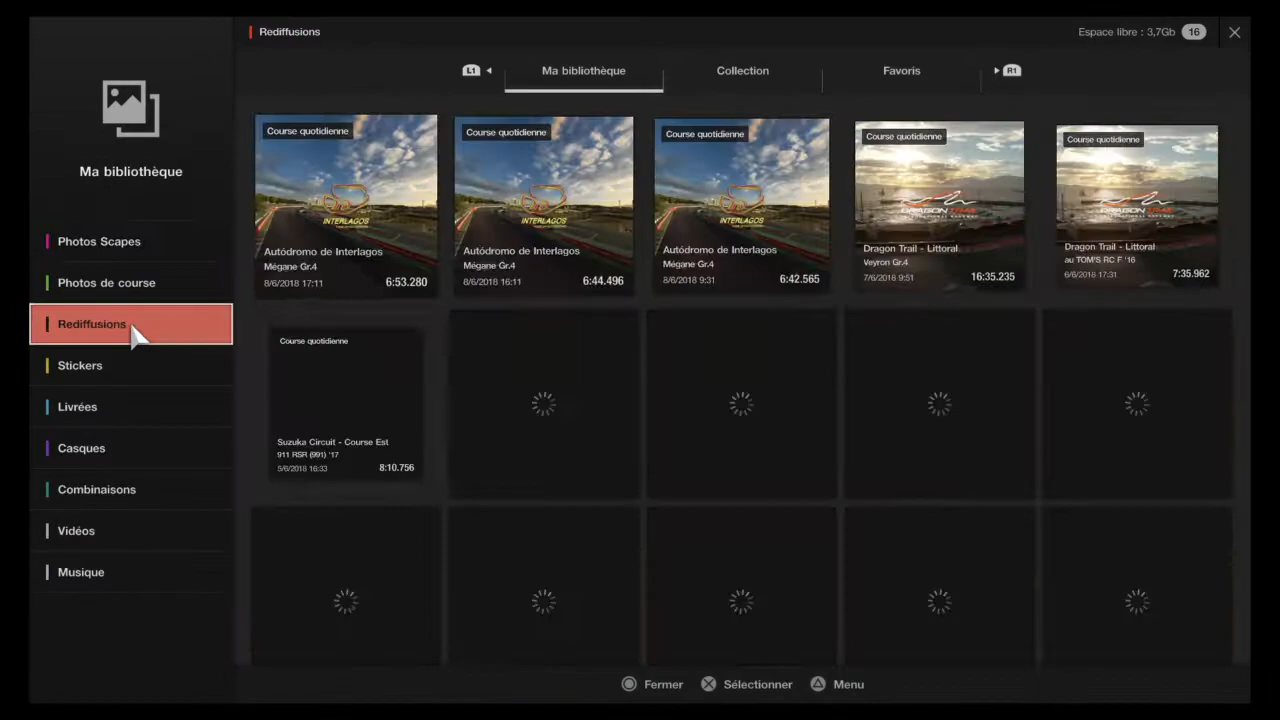 Rediffusions
Espace libre : 3,7Gb 16
L1 Ma bibliothèque Collection Favoris R1
Ma bibliothèque
Photos Scapes
Photos de course
Rediffusions
Stickers
Livrées
Casques
Combinaisons
Vidéos
Musique
Course quotidienne
INTERLAGOS
Autódromo de Interlagos
Mégane Gr.4
8/6/2018 17:11 6:53.280
Course quotidienne
INTERLAGOS
Autódromo de Interlagos
Mégane Gr.4
8/6/2018 16:11 6:44.496
Course quotidienne
INTERLAGOS
Autódromo de Interlagos
Mégane Gr.4
8/6/2018 9:31 6:42.565
Course quotidienne
DRAGON TRAIL
Dragon Trail - Littoral
Veyron Gr.4
7/6/2018 9:51 16:35.235
Course quotidienne
DRAGON TRAIL
Dragon Trail - Littoral
au TOM'S RC F '16
6/6/2018 17:31 7:35.962
Course quotidienne
Suzuka Circuit - Course Est
911 RSR (991) '17
5/6/2018 16:33 8:10.756
Fermer Sélectionner Menu